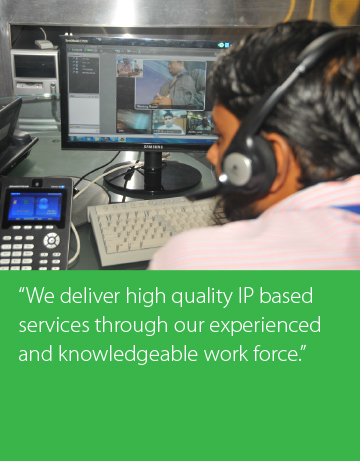 SAMSUNG
“We deliver high quality IP based
services through our experienced
and knowledgeable work force.”